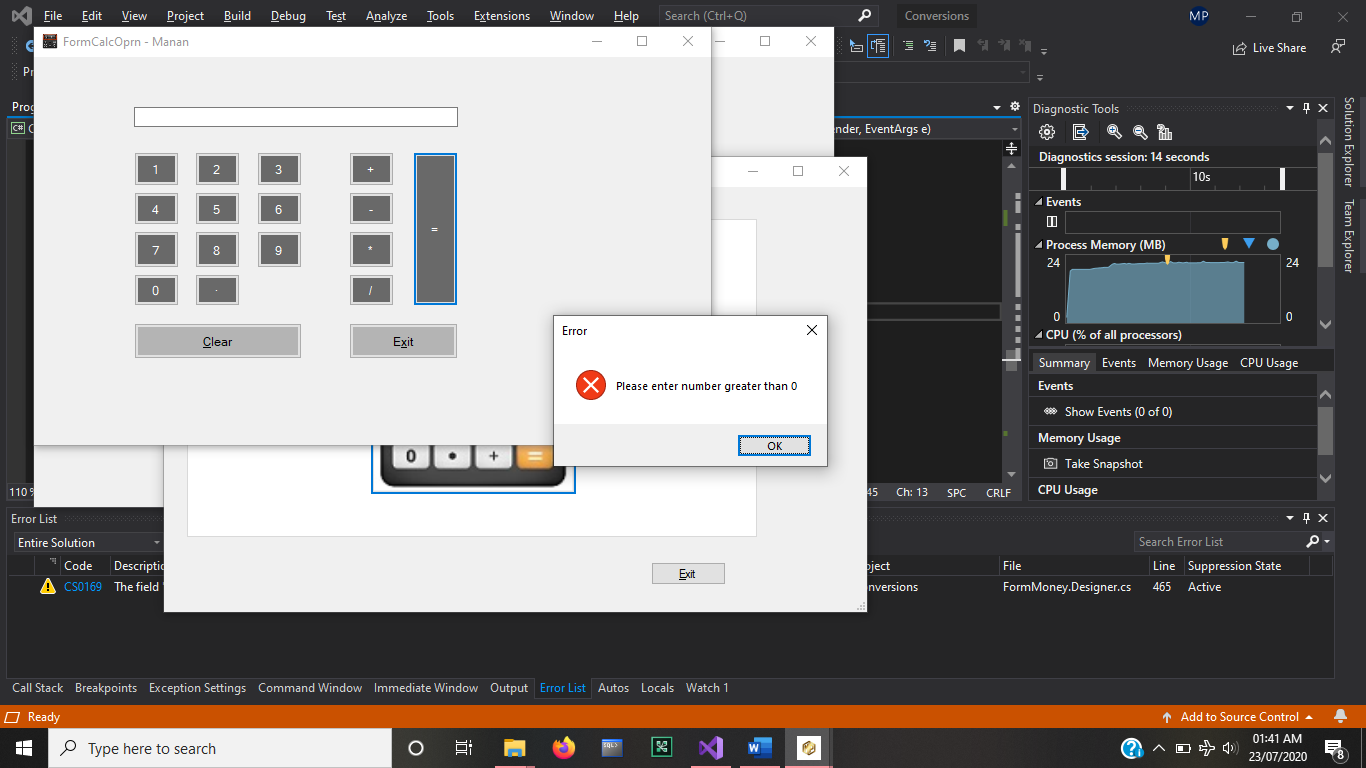 File Edit View Project Build Debug Test Analyze Tools Extensions Window Help Search (Ctrl+Q) Conversions MP
Live Share
FormCalcOprn - Manan
ender, EventArgs e)
1 2 3 + =
4 5 6 -
7 8 9 *
0 . /
Clear Exit
Error
Please enter number greater than 0
OK
0 • + =
Exit
110 %
45 Ch: 13 SPC CRLF
Diagnostic Tools
Diagnostics session: 14 seconds
10s
Events
Process Memory (MB)
24 24
0 0
CPU (% of all processors)
Summary Events Memory Usage CPU Usage
Events
Show Events (0 of 0)
Memory Usage
Take Snapshot
CPU Usage
Solution Explorer
Team Explorer
Error List
Entire Solution Search Error List
Code Descriptio oject File Line Suppression State
CS0169 The field onversions FormMoney.Designer.cs 465 Active
Call Stack Breakpoints Exception Settings Command Window Immediate Window Output Error List Autos Locals Watch 1
Ready Add to Source Control
Type here to search
01:41 AM
23/07/2020
8